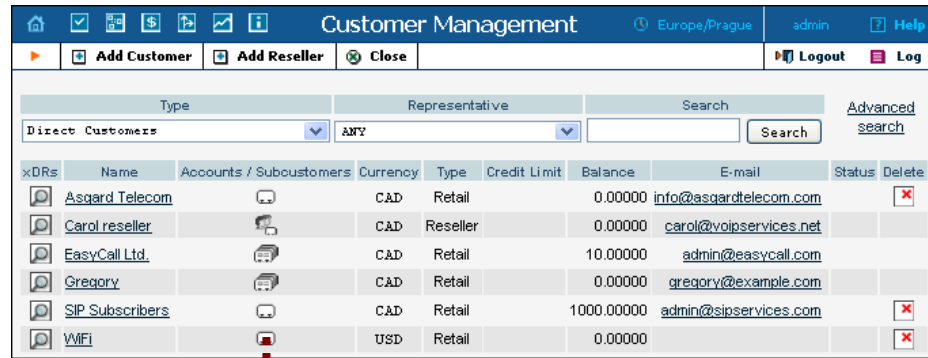 Customer Management Europe/Prague admin ? Help
Add Customer Add Reseller Close Logout Log
Type Representative Search Advanced search
Direct Customers ANY Search
xDRs Name Accounts / Subcustomers Currency Type Credit Limit Balance E-mail Status Delete
Asgard Telecom CAD Retail 0.00000 info@asgardtelecom.com
Carol reseller CAD Reseller 0.00000 carol@voipservices.net
EasyCall Ltd. CAD Retail 10.00000 admin@easycall.com
Gregory CAD Retail 0.00000 gregory@example.com
SIP Subscribers CAD Retail 1000.00000 admin@sipservices.com
WiFi USD Retail 0.00000